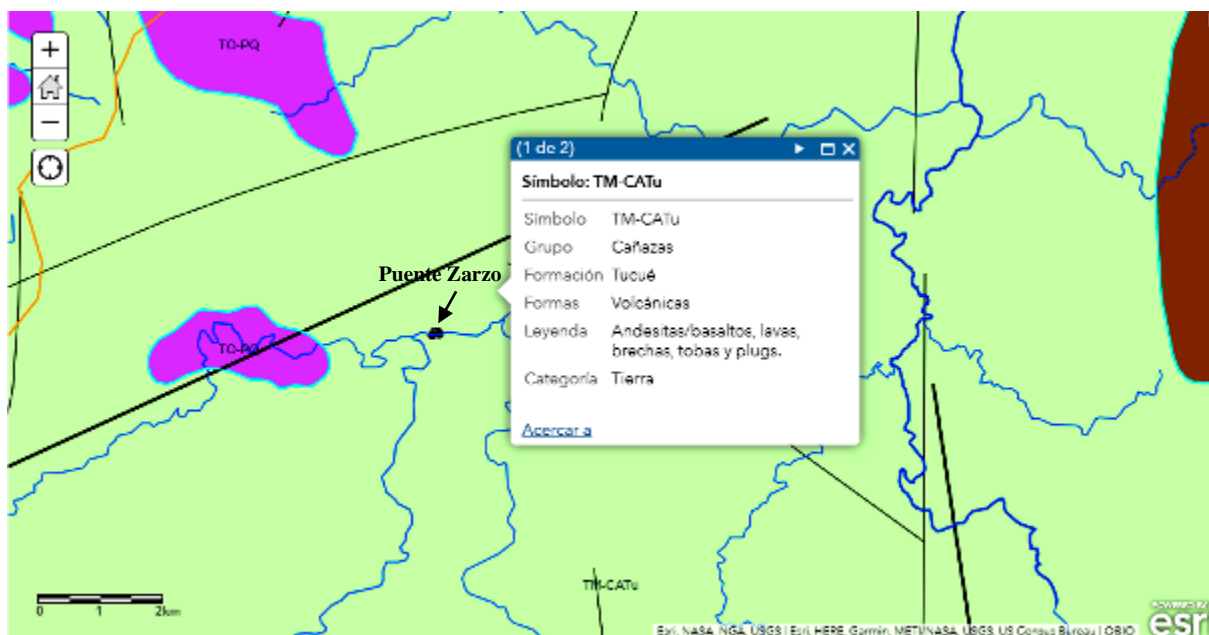 TO-PQ
+
−
(1 de 2)
Símbolo: TM-CATu
Símbolo TM-CATu
Grupo Cañazas
Formación Tucué
Formas Volcánicas
Leyenda Andesitas/basaltos, lavas,
brechas, tobas y plugs.
Categoría Tierra
Acercar a
Puente Zarzo
TO-PQ
TM-CATu
0 1 2km
Esri, NASA, NGA, USGS | Esri, HERE, Garmin, METI/NASA, USGS, US Census Bureau | OBIO
POWERED BY
esri